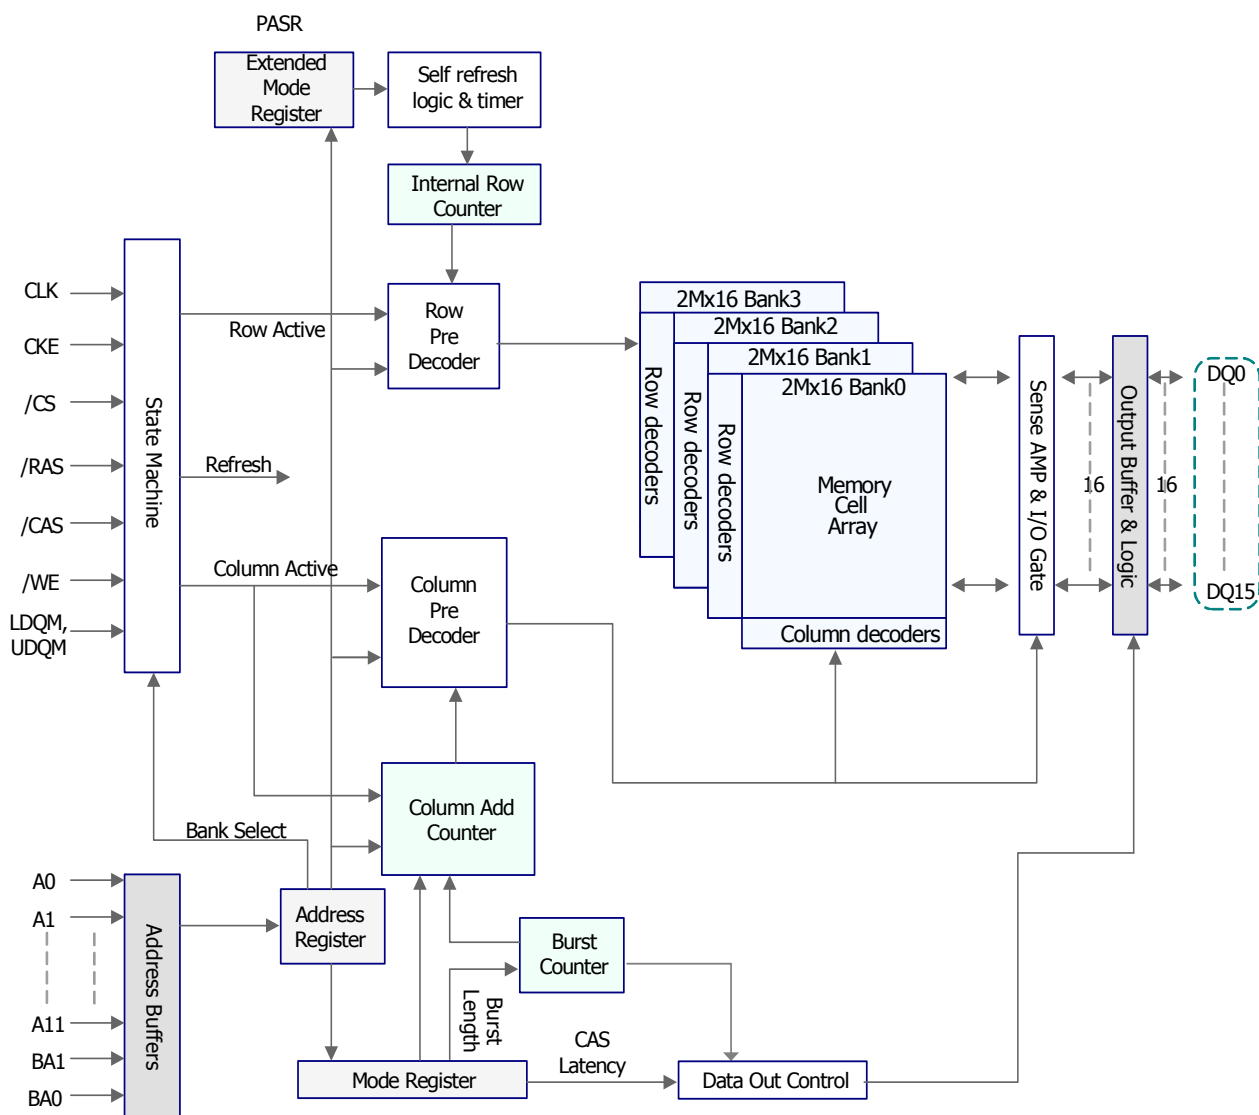 PASR
Extended
Mode
Register
Self refresh
logic & timer
Internal Row
Counter
CLK
CKE
/CS
/RAS
/CAS
/WE
LDQM,
UDQM
State Machine
Row Active
Refresh
Column Active
Row
Pre
Decoder
2Mx16 Bank3
2Mx16 Bank2
2Mx16 Bank1
2Mx16 Bank0
Row decoders
Row decoders
Row decoders
Memory
Cell
Array
Column decoders
Sense AMP & I/O Gate
16
Output Buffer & Logic
16
DQ0
DQ15
Column
Pre
Decoder
Column Add
Counter
Bank Select
A0
A1
A11
BA1
BA0
Address Buffers
Address
Register
Burst
Counter
Burst
Length
Mode Register
CAS
Latency
Data Out Control